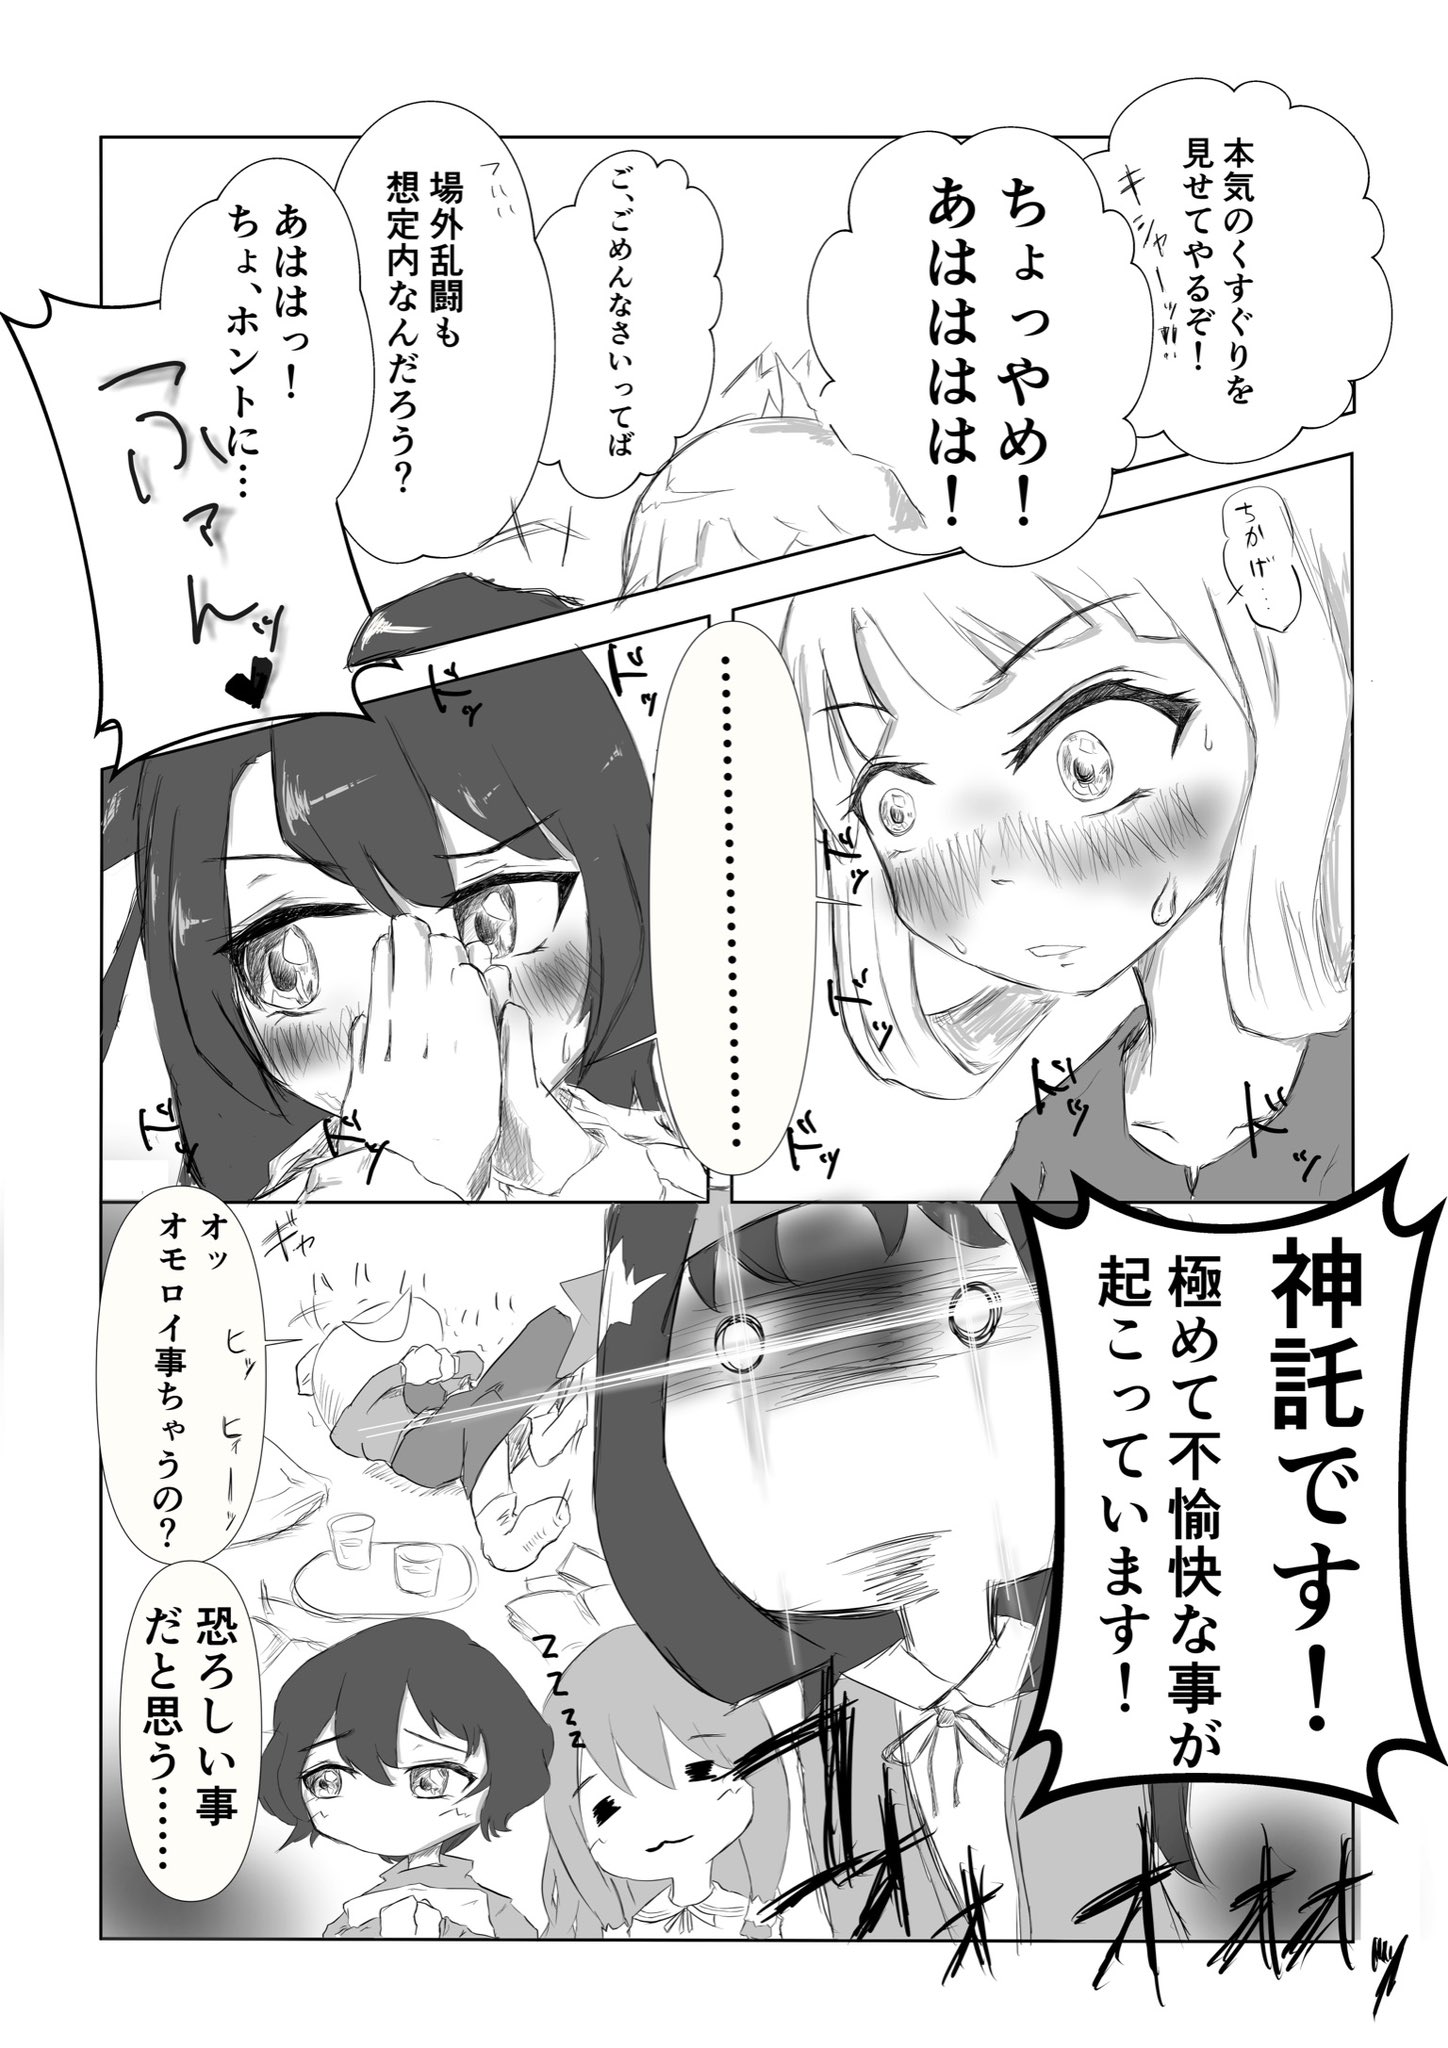 本気のくすぐりを
見せてやるぞ！
キシャーッ!!
ちょっやめ！
あはははは！
ご、ごめんなさいってば
場外乱闘も
想定内なんだろう？
あははっ！
ちょ、ホントに…
ふァんッ♥
ちかげ…
ドッ
ドッ
ドッ
ドッ
ドッ
ドッ
ドッ
ドッ
ドッ
………………………
神託です！
極めて不愉快な事が
起こっています！
ギャ
オッ
オモロイ事ちゃうの？
ヒッ
ヒィーッ
恐ろしい事
だと思う……
zzzz
オオオオオオ